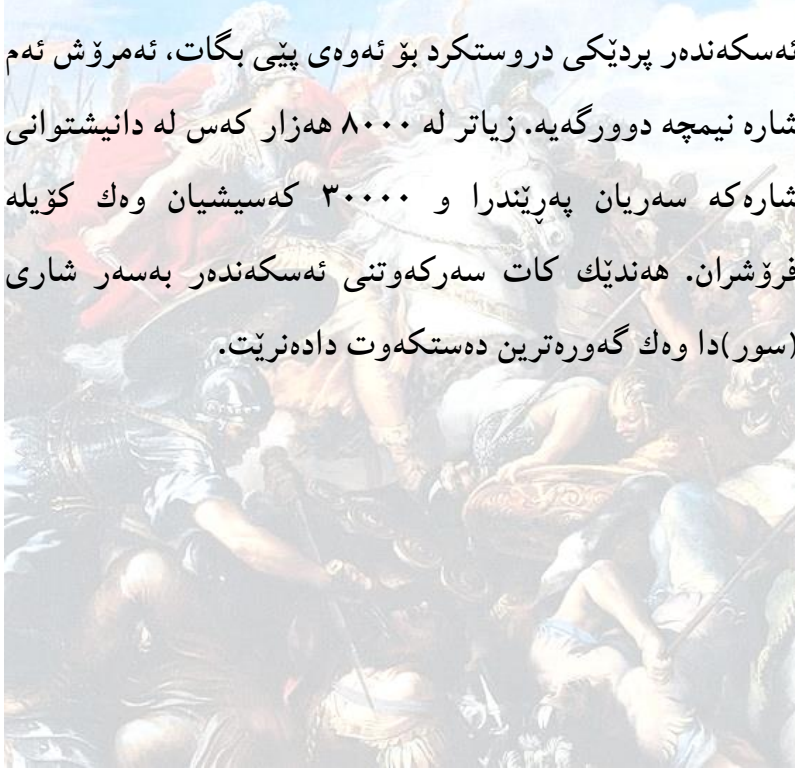 ئەسکەندەر پردێکی دروستکرد بۆ ئەوەی پێی بگات، ئەمرۆش ئەم
شارە نیمچە دوورگەیە. زیاتر لە ٨٠٠٠ هەزار کەس لە دانیشتوانی
شارەکە سەریان پەڕێندرا و ٣٠٠٠٠ کەسیشیان وەك کۆیلە
فرۆشران. هەندێك کات سەرکەوتنی ئەسکەندەر بەسەر شاری
(سور)دا وەك گەورەترین دەستکەوت دادەنرێت.